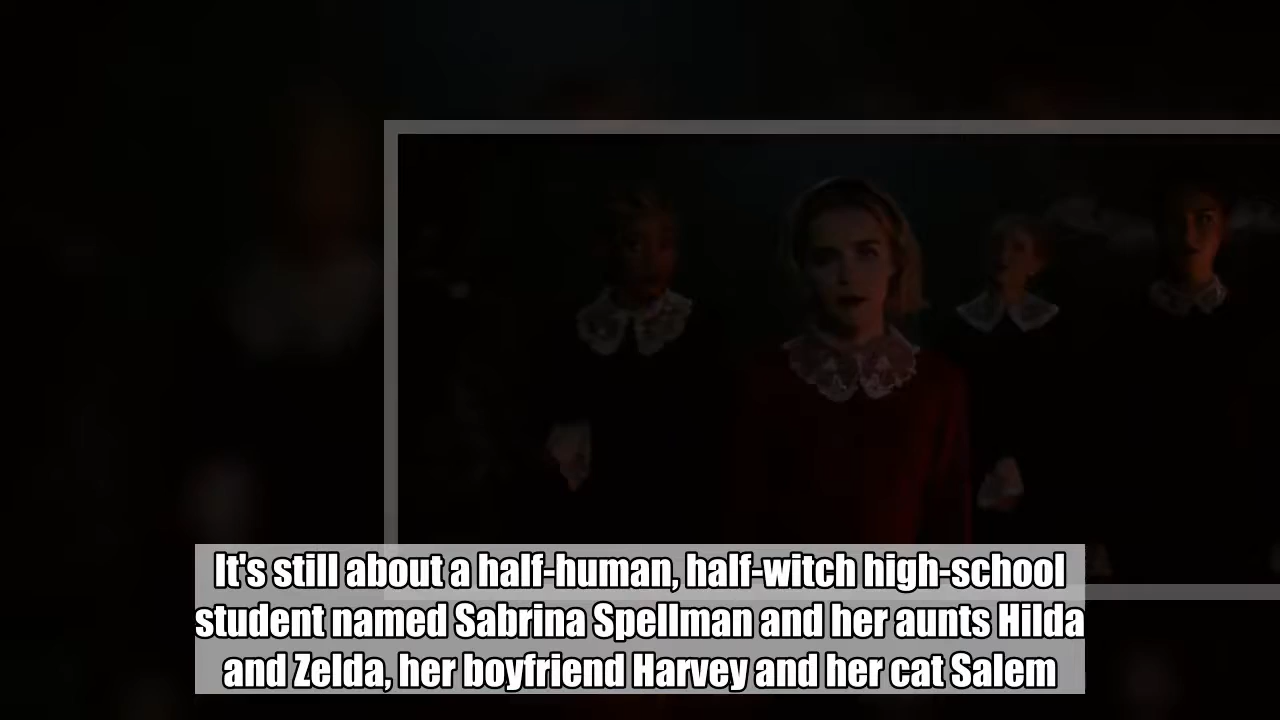 It's still about a half-human, half-witch high-school
student named Sabrina Spellman and her aunts Hilda
and Zelda, her boyfriend Harvey and her cat Salem